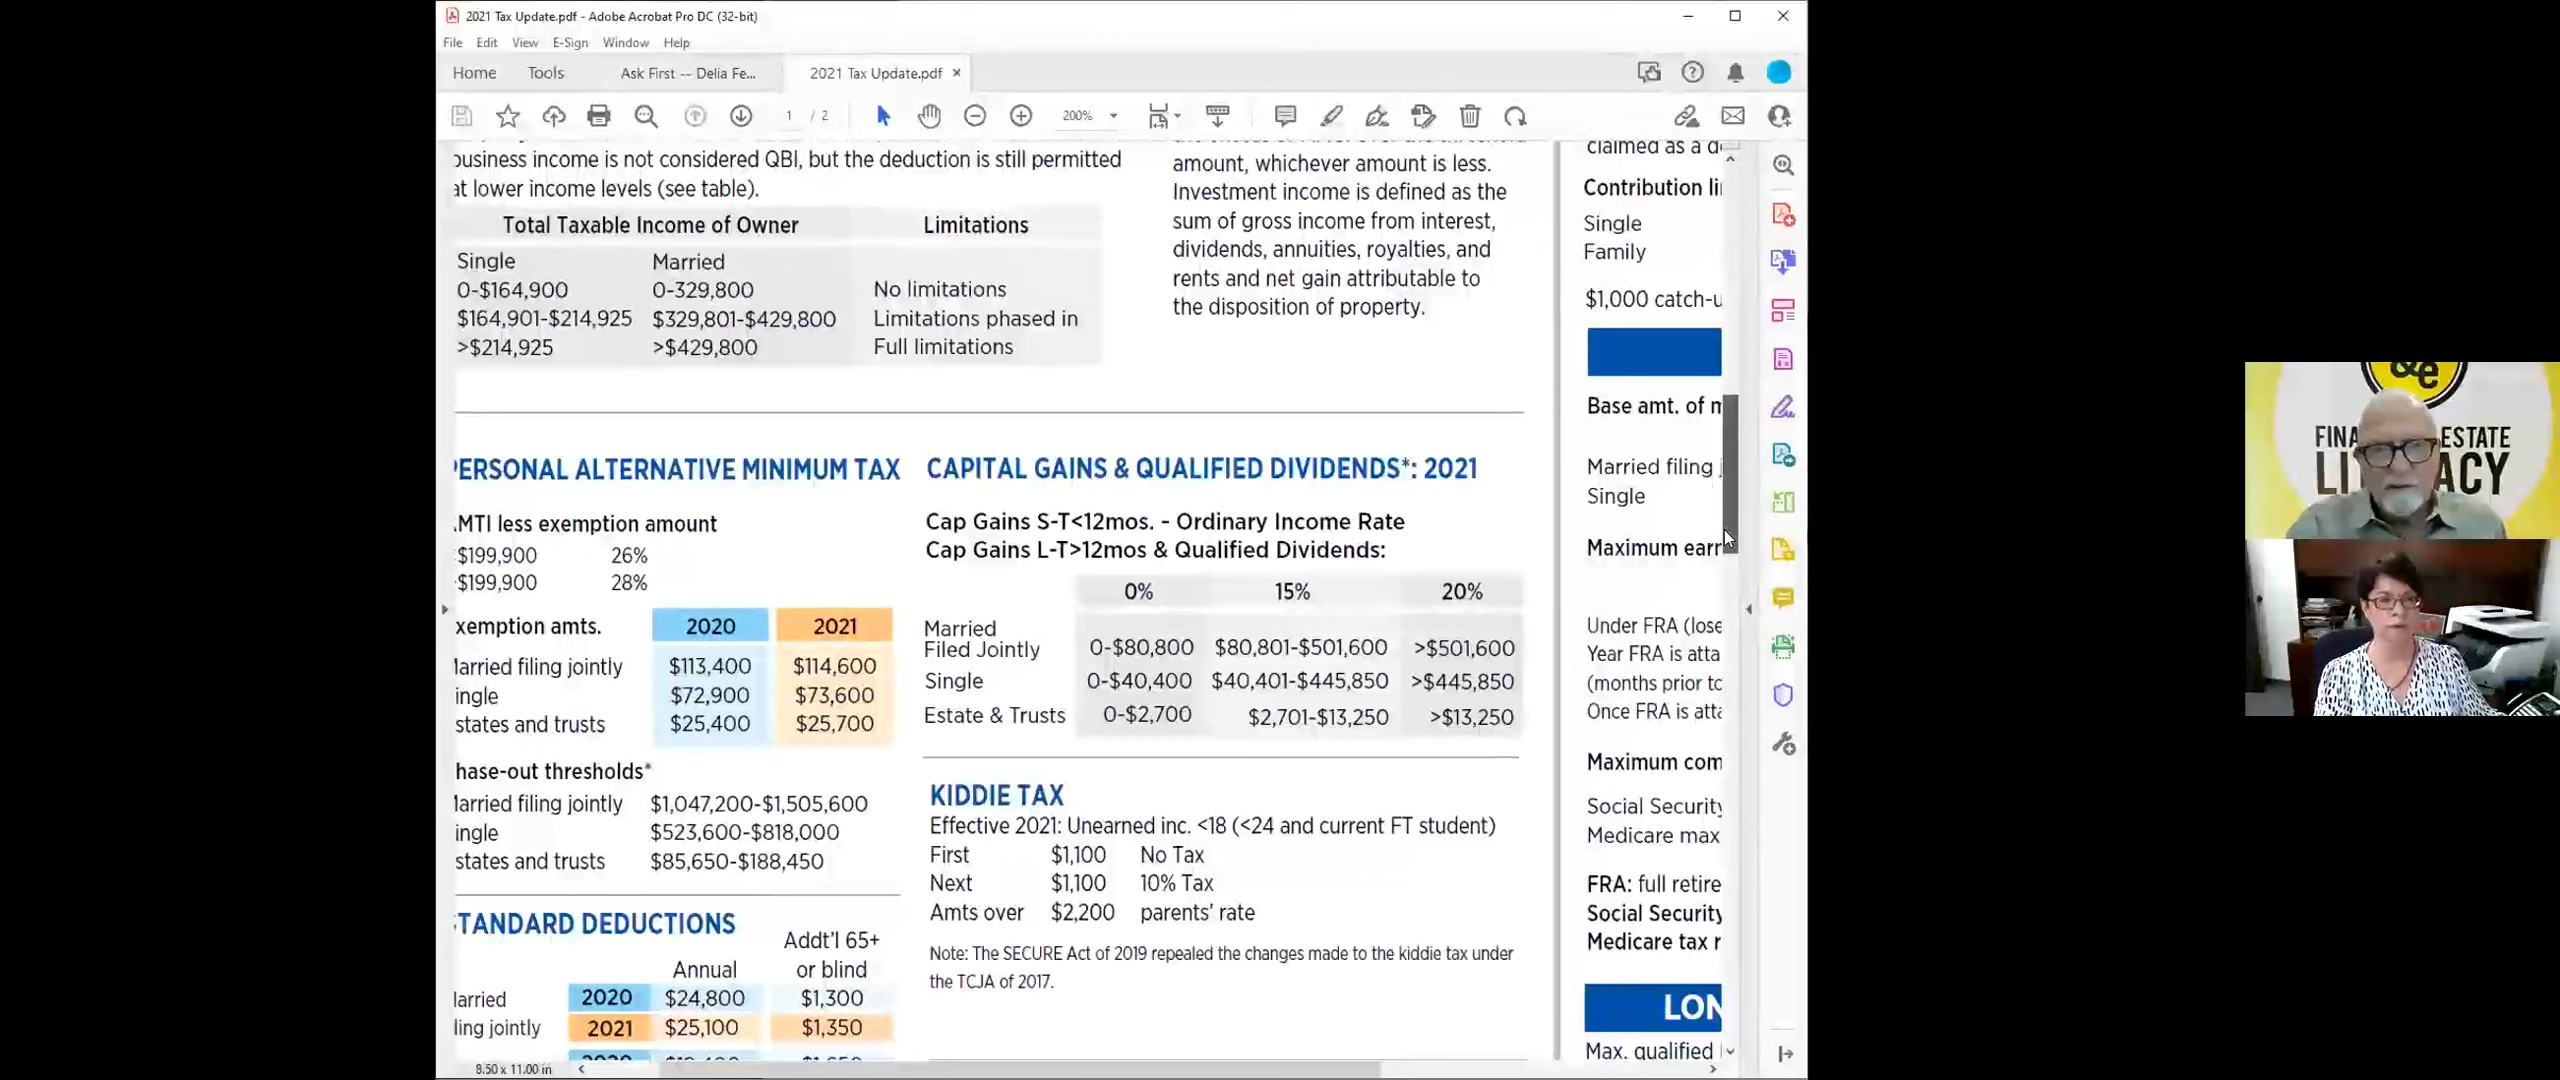 2021 Tax Update.pdf - Adobe Acrobat Pro DC (32-bit)
File Edit View E-Sign Window Help
Home Tools Ask First -- Delia Fe... 2021 Tax Update.pdf
1 / 2 200%
business income is not considered QBI, but the deduction is still permitted
at lower income levels (see table).
Total Taxable Income of Owner Limitations
Single Married
0-$164,900 0-329,800 No limitations
$164,901-$214,925 $329,801-$429,800 Limitations phased in
>$214,925 >$429,800 Full limitations
amount, whichever amount is less.
Investment income is defined as the
sum of gross income from interest,
dividends, annuities, royalties, and
rents and net gain attributable to
the disposition of property.
PERSONAL ALTERNATIVE MINIMUM TAX
AMTI less exemption amount
$199,900 26%
$199,900 28%
xemption amts. 2020 2021
Married filing jointly $113,400 $114,600
ingle $72,900 $73,600
states and trusts $25,400 $25,700
hase-out thresholds*
Married filing jointly $1,047,200-$1,505,600
ingle $523,600-$818,000
states and trusts $85,650-$188,450
STANDARD DEDUCTIONS
Addt'l 65+
Annual or blind
larried 2020 $24,800 $1,300
ling jointly 2021 $25,100 $1,350
CAPITAL GAINS & QUALIFIED DIVIDENDS*: 2021
Cap Gains S-T<12mos. - Ordinary Income Rate
Cap Gains L-T>12mos & Qualified Dividends:
0% 15% 20%
Married
Filed Jointly 0-$80,800 $80,801-$501,600 >$501,600
Single 0-$40,400 $40,401-$445,850 >$445,850
Estate & Trusts 0-$2,700 $2,701-$13,250 >$13,250
KIDDIE TAX
Effective 2021: Unearned inc. <18 (<24 and current FT student)
First $1,100 No Tax
Next $1,100 10% Tax
Amts over $2,200 parents' rate
Note: The SECURE Act of 2019 repealed the changes made to the kiddie tax under
the TCJA of 2017.
claimed as a d
Contribution li
Single
Family
$1,000 catch-u
Base amt. of m
Married filing j
Single
Maximum earr
Under FRA (lose
Year FRA is atta
(months prior to
Once FRA is atta
Maximum com
Social Security
Medicare max
FRA: full retire
Social Security
Medicare tax r
LON
Max. qualified
8.50 x 11.00 in
&e
FINA ESTATE
LI ACY